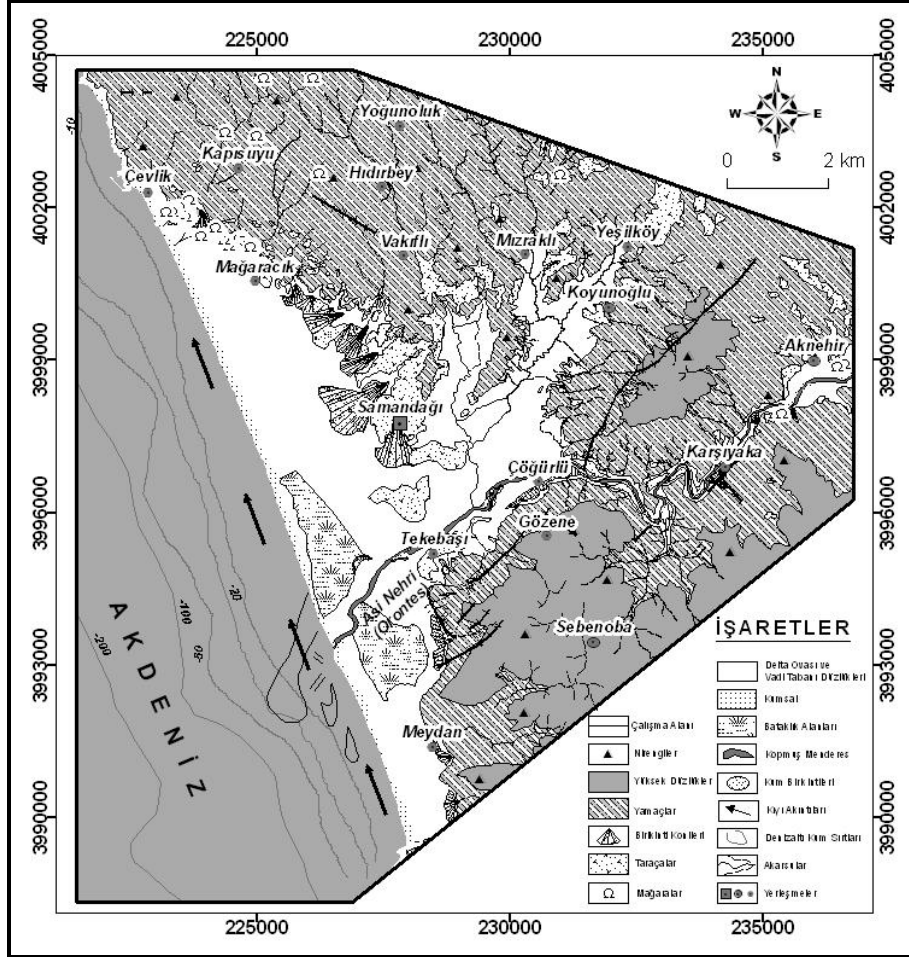 225000 230000 235000
4005000
4002000
3999000
3996000
3993000
3990000
4005000
4002000
3999000
3996000
3993000
3990000
N
W E
S
0 2 km
Yoğunoluk
Kapısuyu
Hıdırbey
Çevlik
Vakıflı
Mızraklı
Yeşilköy
Mağaracık
Koyunoğlu
Aknehir
Samandağı
Karşıyaka
Çöğürlü
Gözene
Tekebaşı
Asi Nehri
(Orontes)
Sebenoba
Meydan
AKDENİZ
-10
-20
-50
-100
-200
İŞARETLER
Delta Ovası ve
Vadi Tabanı Düzlükleri
Kumsal
Bataklık Alanları
Kopmuş Menderes
Kum Birikintileri
Kıyı Akıntıları
Denizaltı Kum Sırtları
Akarsular
Yerleşmeler
Çalışma Alanı
Nirengiler
Yüksek Düzlükler
Yamaçlar
Birikinti Konileri
Taraçalar
Mağaralar
225000 230000 235000